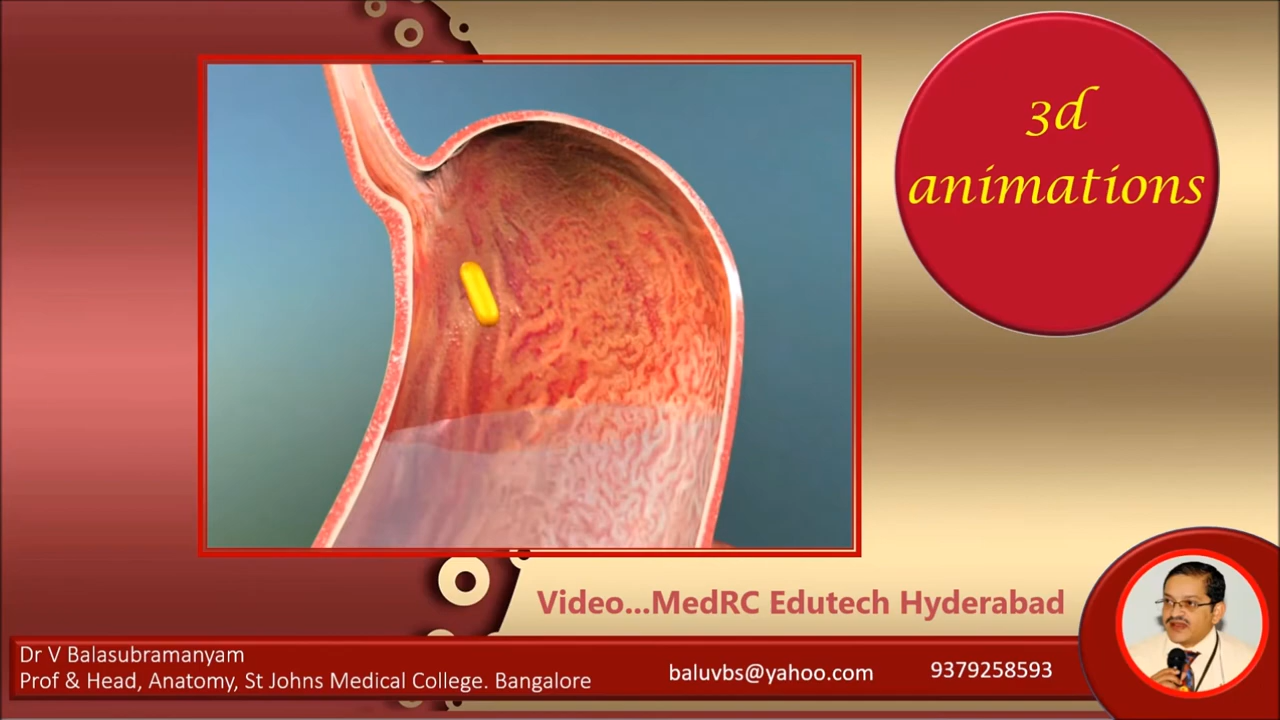 3d
animations
Video...MedRC Edutech Hyderabad
Dr V Balasubramanyam
Prof & Head, Anatomy, St Johns Medical College. Bangalore
baluvbs@yahoo.com
9379258593